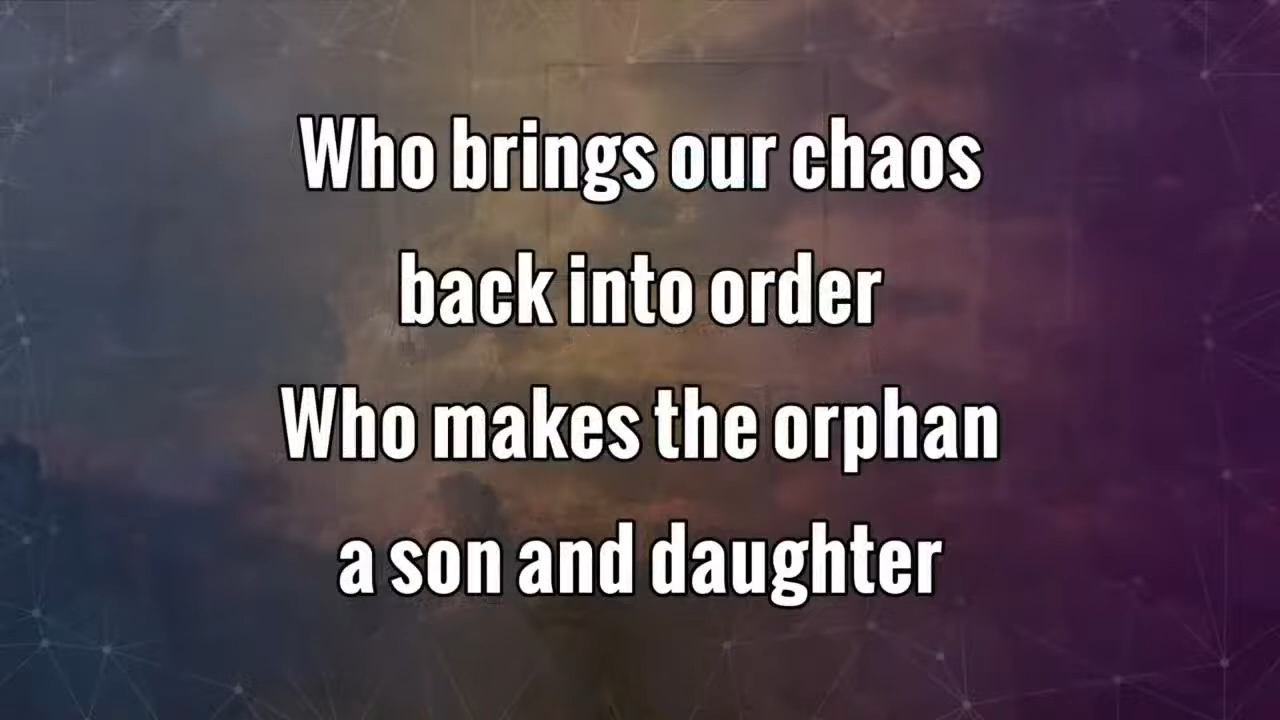 Who brings our chaos
back into order
Who makes the orphan
a son and daughter